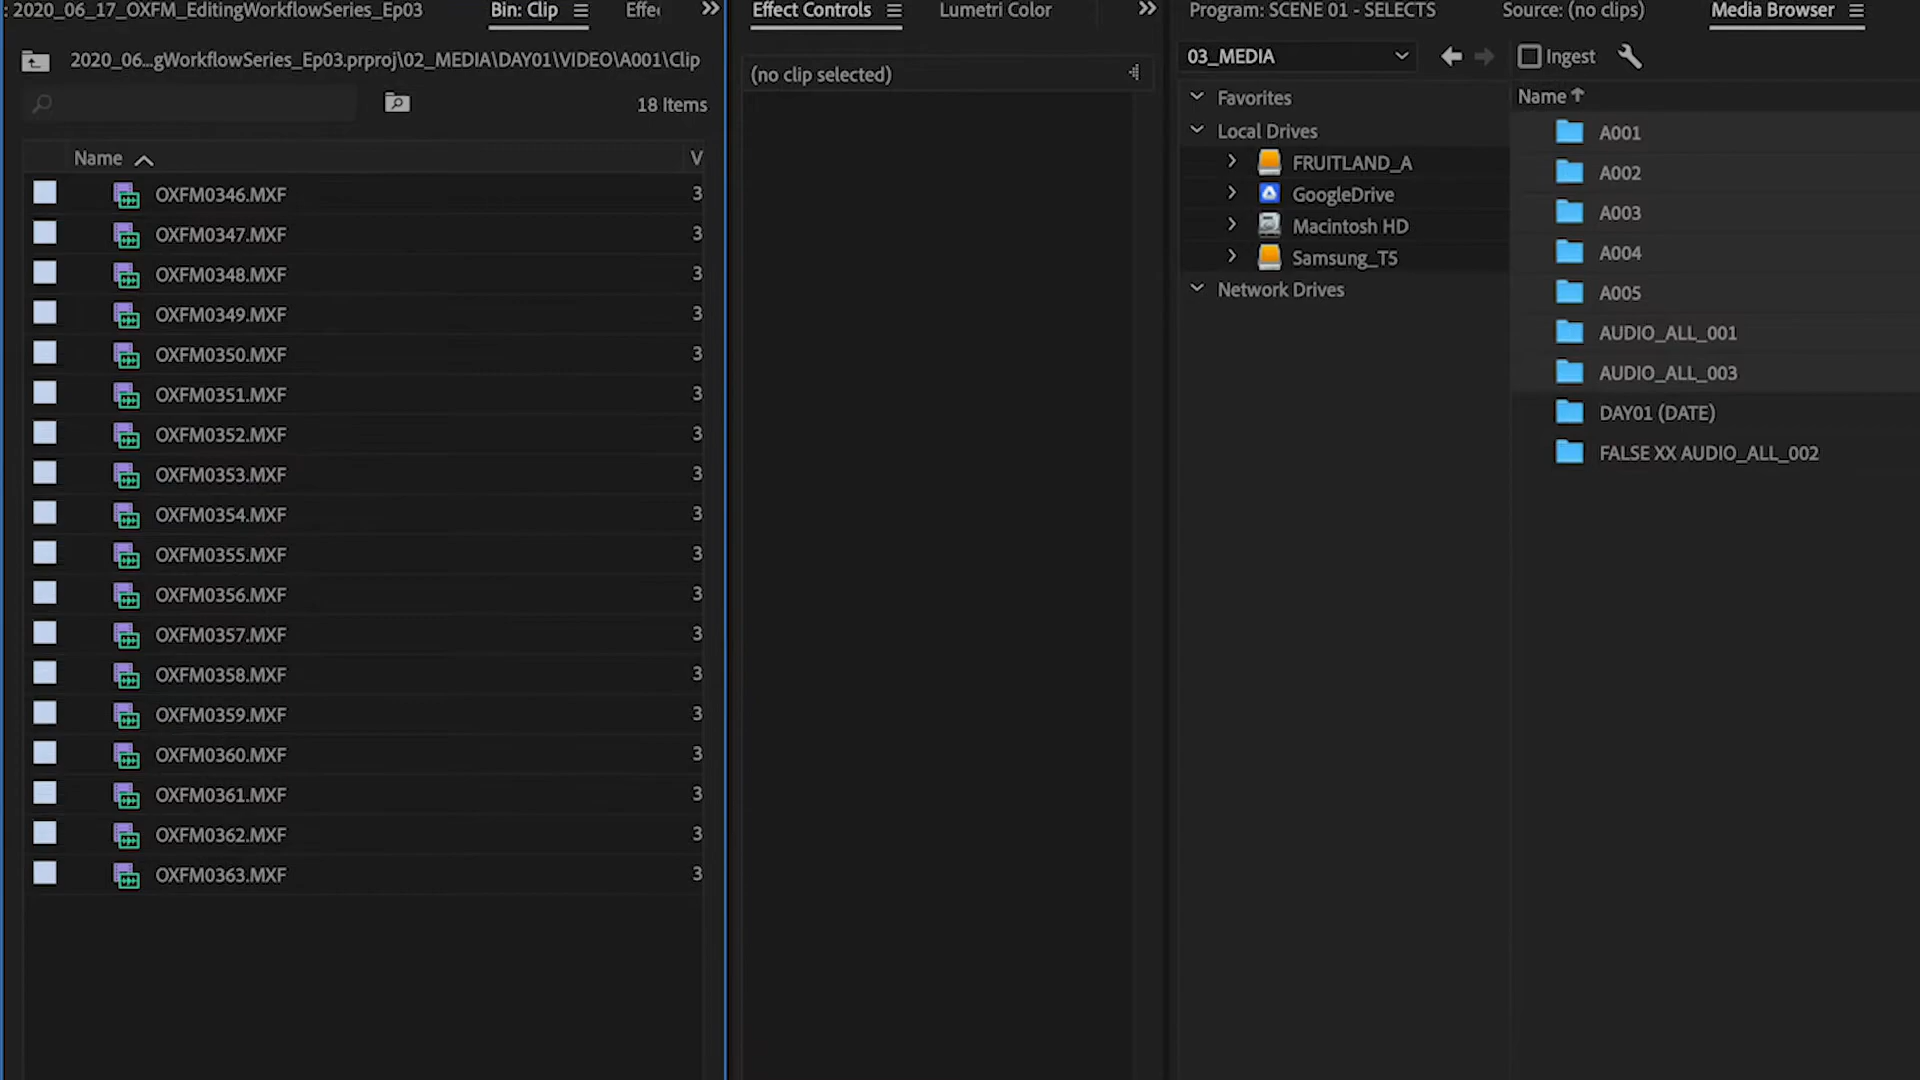 : 2020_06_17_OXFM_EditingWorkflowSeries_Ep03
Bin: Clip
Effec
2020_06...gWorkflowSeries_Ep03.prproj\02_MEDIA\DAY01\VIDEO\A001\Clip
18 Items
Name
V
OXFM0346.MXF 3
OXFM0347.MXF 3
OXFM0348.MXF 3
OXFM0349.MXF 3
OXFM0350.MXF 3
OXFM0351.MXF 3
OXFM0352.MXF 3
OXFM0353.MXF 3
OXFM0354.MXF 3
OXFM0355.MXF 3
OXFM0356.MXF 3
OXFM0357.MXF 3
OXFM0358.MXF 3
OXFM0359.MXF 3
OXFM0360.MXF 3
OXFM0361.MXF 3
OXFM0362.MXF 3
OXFM0363.MXF 3
Effect Controls
Lumetri Color
(no clip selected)
Program: SCENE 01 - SELECTS
Source: (no clips)
Media Browser
03_MEDIA
Ingest
Favorites
Local Drives
FRUITLAND_A
GoogleDrive
Macintosh HD
Samsung_T5
Network Drives
Name
A001
A002
A003
A004
A005
AUDIO_ALL_001
AUDIO_ALL_003
DAY01 (DATE)
FALSE XX AUDIO_ALL_002